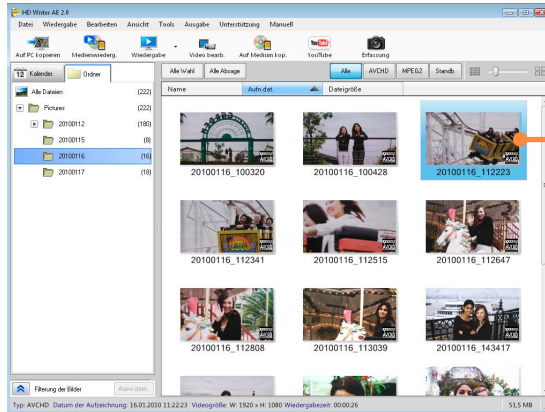 HD Writer AE 2.0
Datei Wiedergabe Bearbeiten Ansicht Tools Ausgabe Unterstützung Manuell
Auf PC kopieren Medienwiederg. Wiedergabe Video bearb. Auf Medium kop. YouTube Erfassung
12 Kalender Ordner
Alle Wahl Alle Absage Alle AVCHD MPEG2 Standb.
Name Aufn.dat. Dateigröße
Alle Dateien (222)
Pictures (222)
20100112 (180)
20100115 (8)
20100116 (16)
20100117 (18)
20100116_100320 20100116_100428 20100116_112223
20100116_112341 20100116_112515 20100116_112647
20100116_112808 20100116_113039 20100116_143417
Filterung der Bilder
Typ: AVCHD Datum der Aufzeichnung: 16.01.2010 11:22:23 Videogröße: W: 1920 x H: 1080 Wiedergabezeit: 00:00:26 51,5 MB